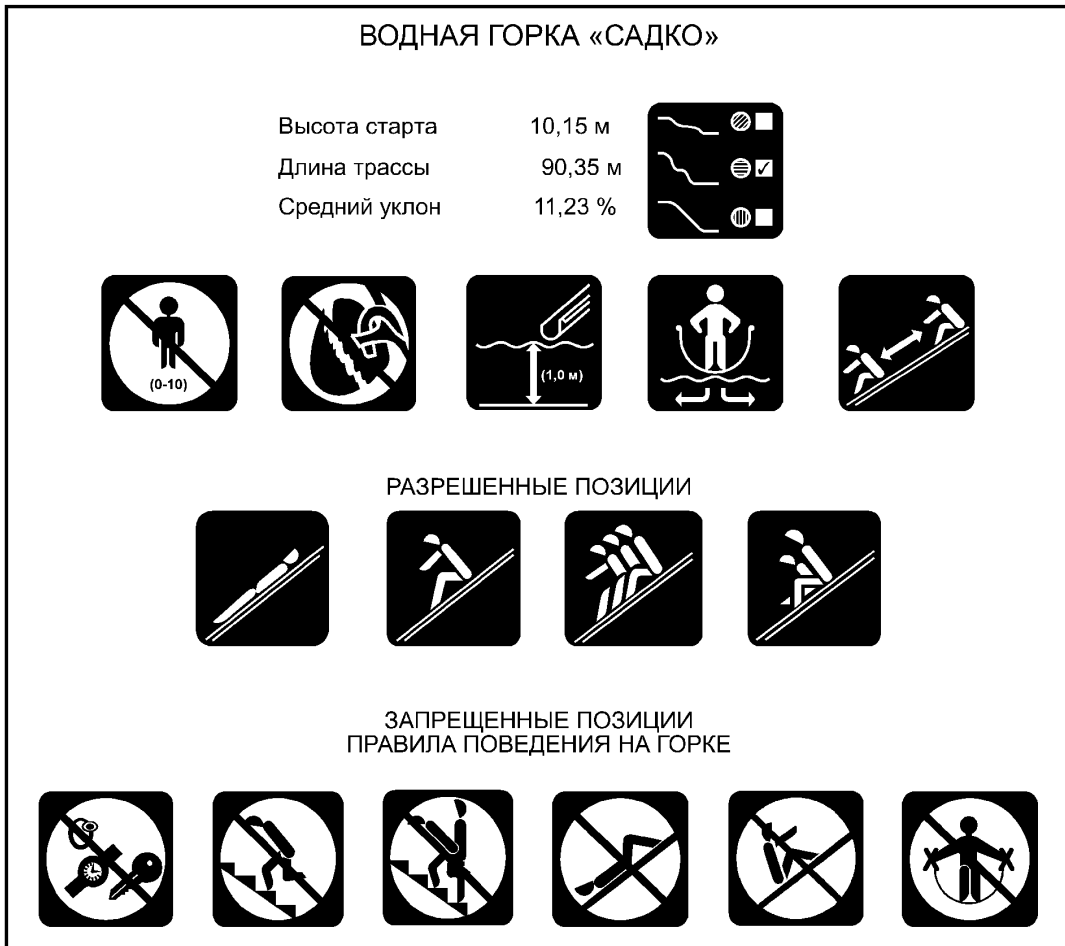 ВОДНАЯ ГОРКА «САДКО»
Высота старта 10,15 м
Длина трассы 90,35 м
Средний уклон 11,23 %
(0-10)
(1,0 м)
РАЗРЕШЕННЫЕ ПОЗИЦИИ
ЗАПРЕЩЕННЫЕ ПОЗИЦИИ
ПРАВИЛА ПОВЕДЕНИЯ НА ГОРКЕ